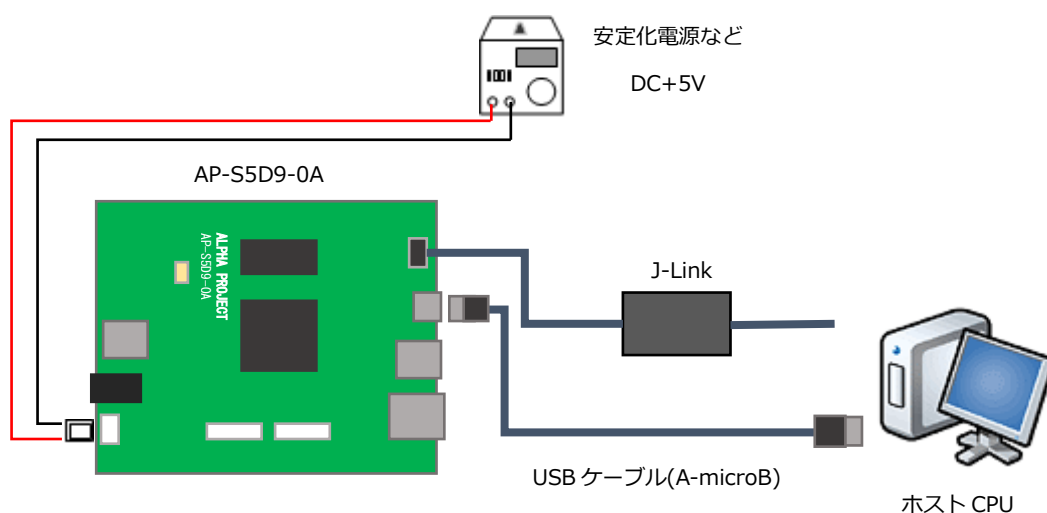 安定化電源など
DC+5V
AP-S5D9-0A
ALPHA PROJECT
AP-S5D9-0A
J-Link
USB ケーブル(A-microB)
ホスト CPU